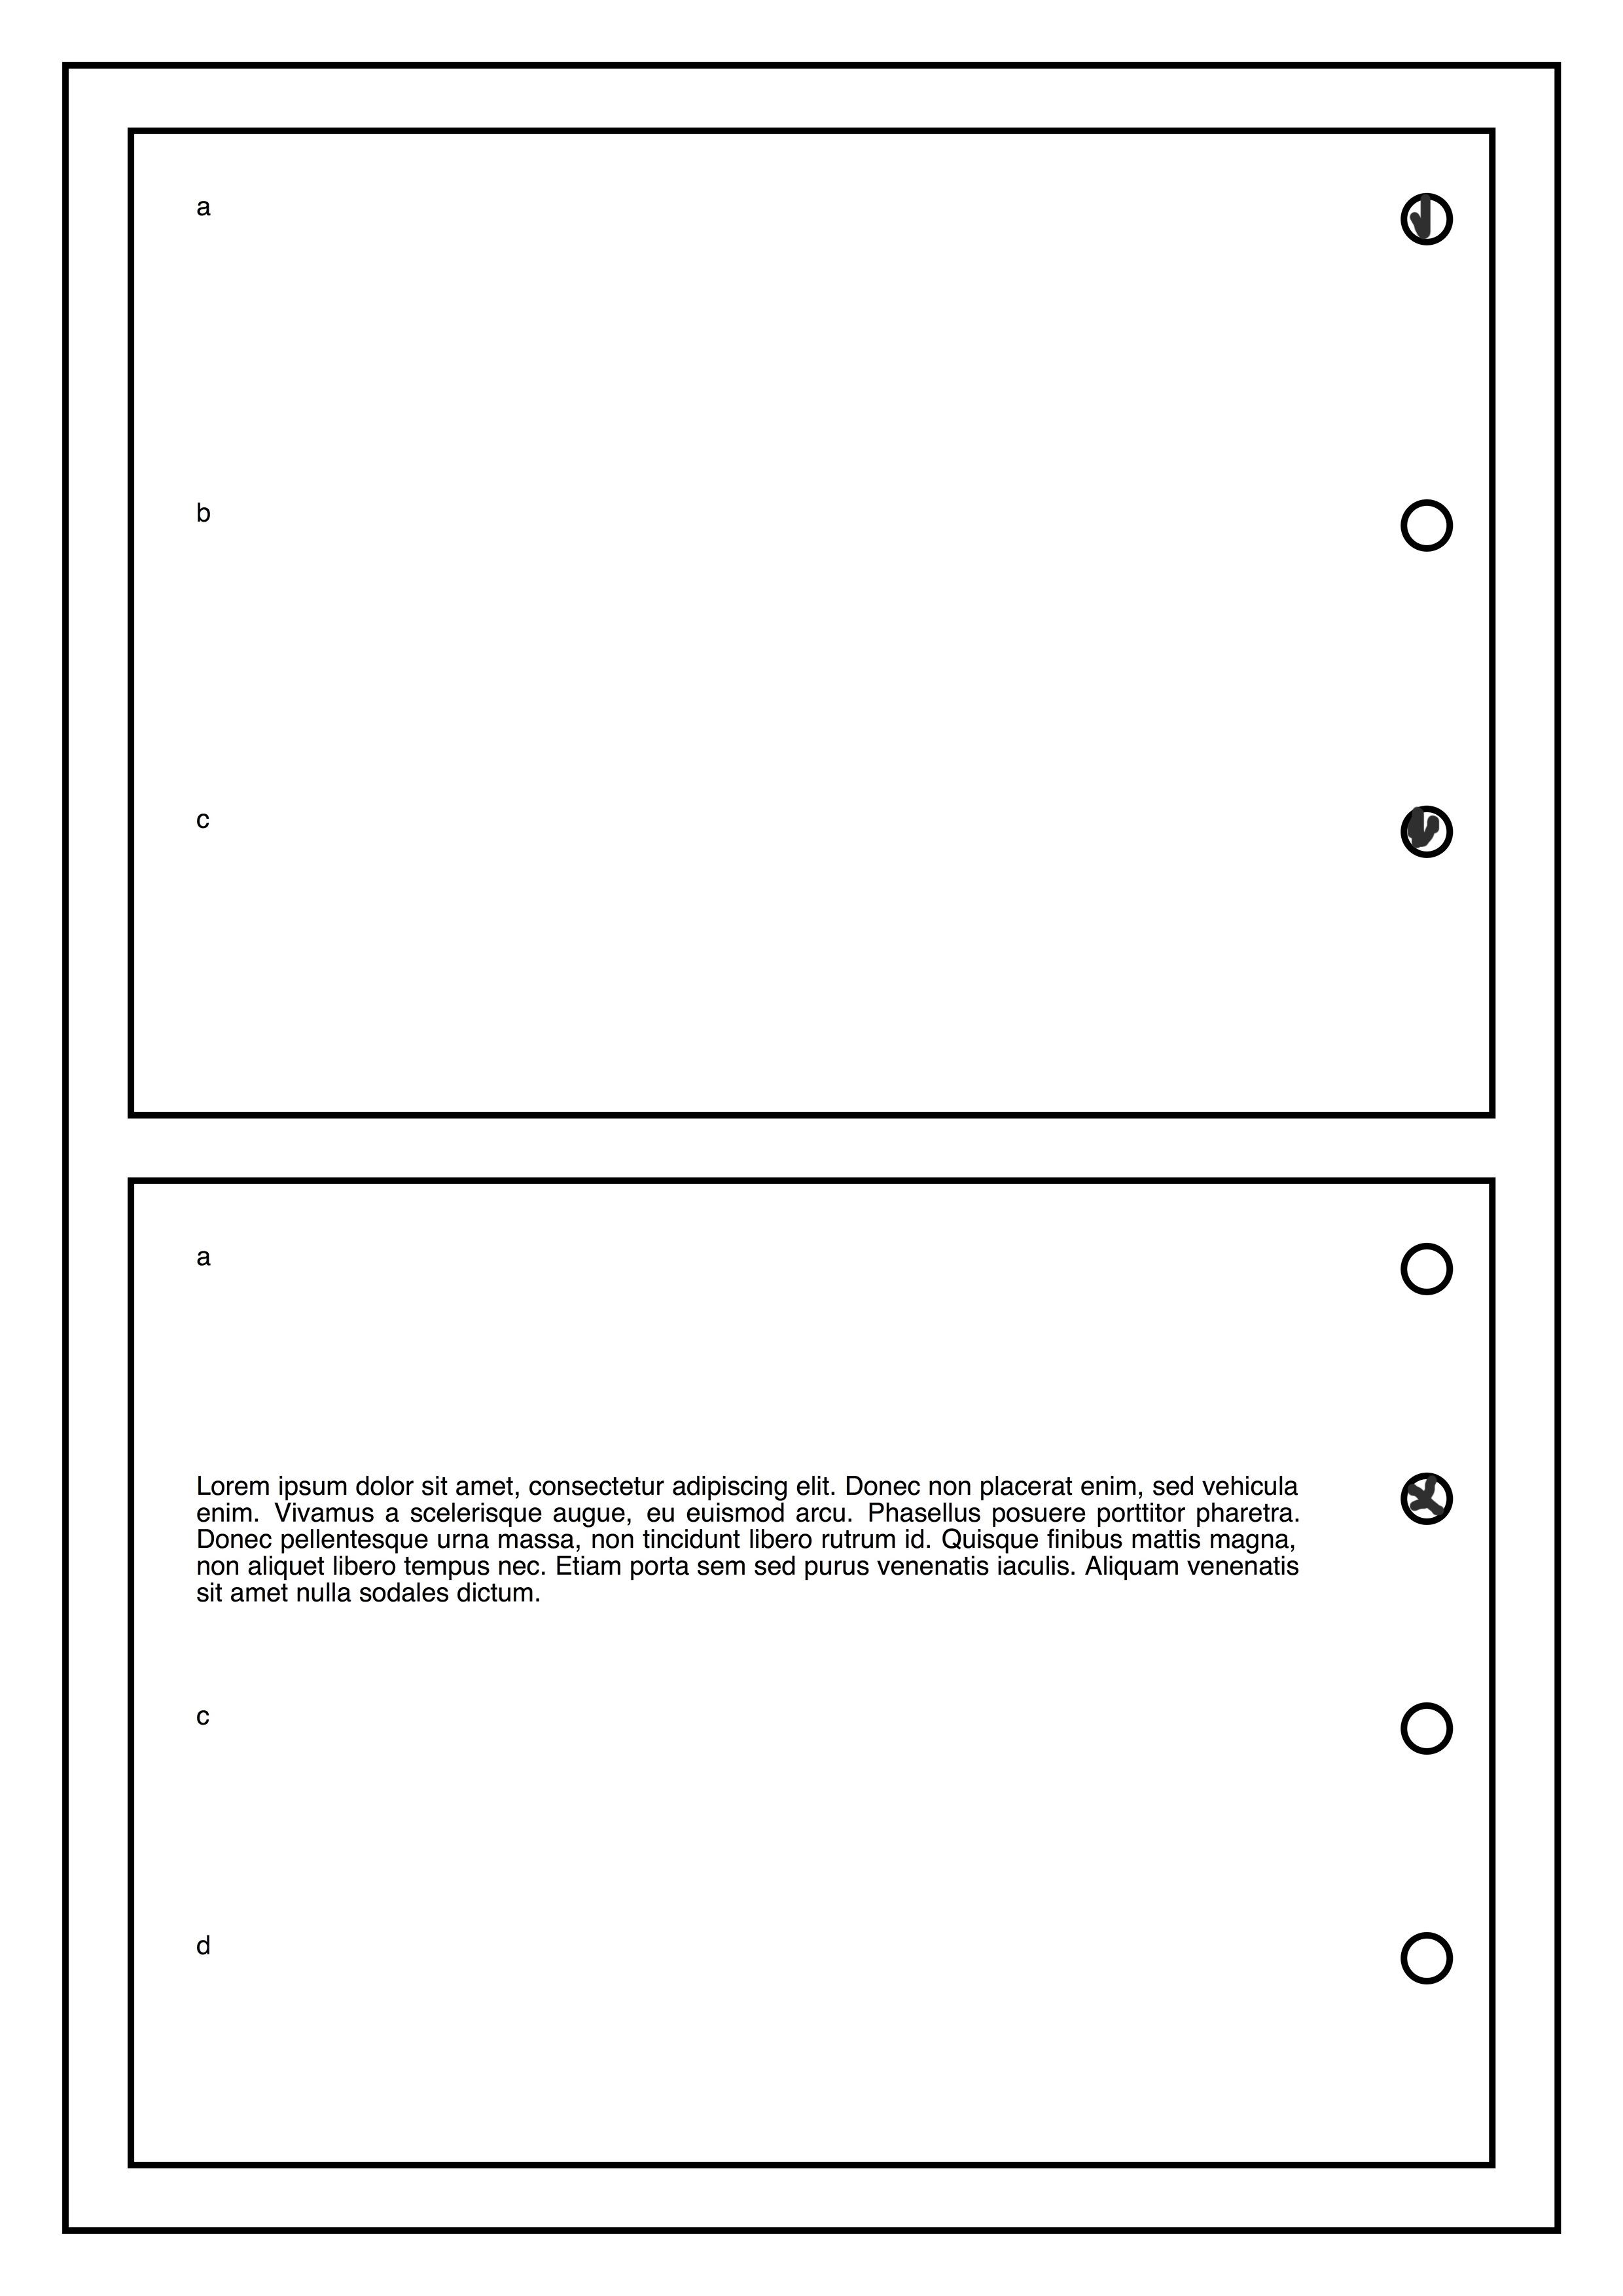 a
b
c
a
Lorem ipsum dolor sit amet, consectetur adipiscing elit. Donec non placerat enim, sed vehicula
enim. Vivamus a scelerisque augue, eu euismod arcu. Phasellus posuere porttitor pharetra.
Donec pellentesque urna massa, non tincidunt libero rutrum id. Quisque finibus mattis magna,
non aliquet libero tempus nec. Etiam porta sem sed purus venenatis iaculis. Aliquam venenatis
sit amet nulla sodales dictum.
c
d